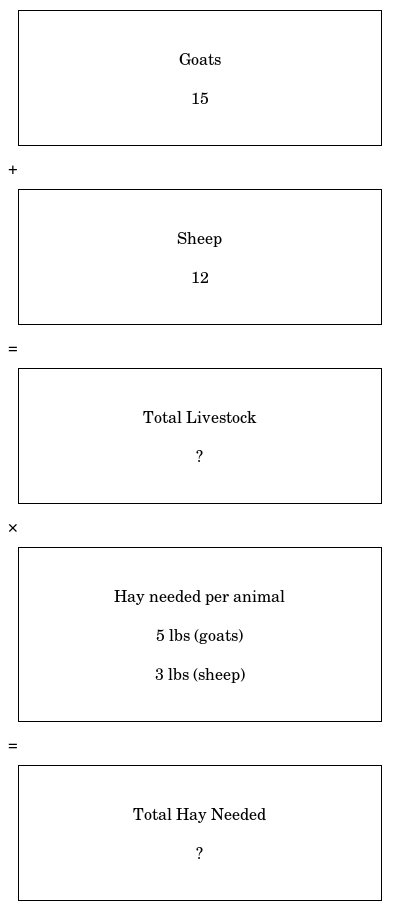 Goats
15
+
Sheep
12
=
Total Livestock
?
×
Hay needed per animal
5 lbs (goats)
3 lbs (sheep)
=
Total Hay Needed
?